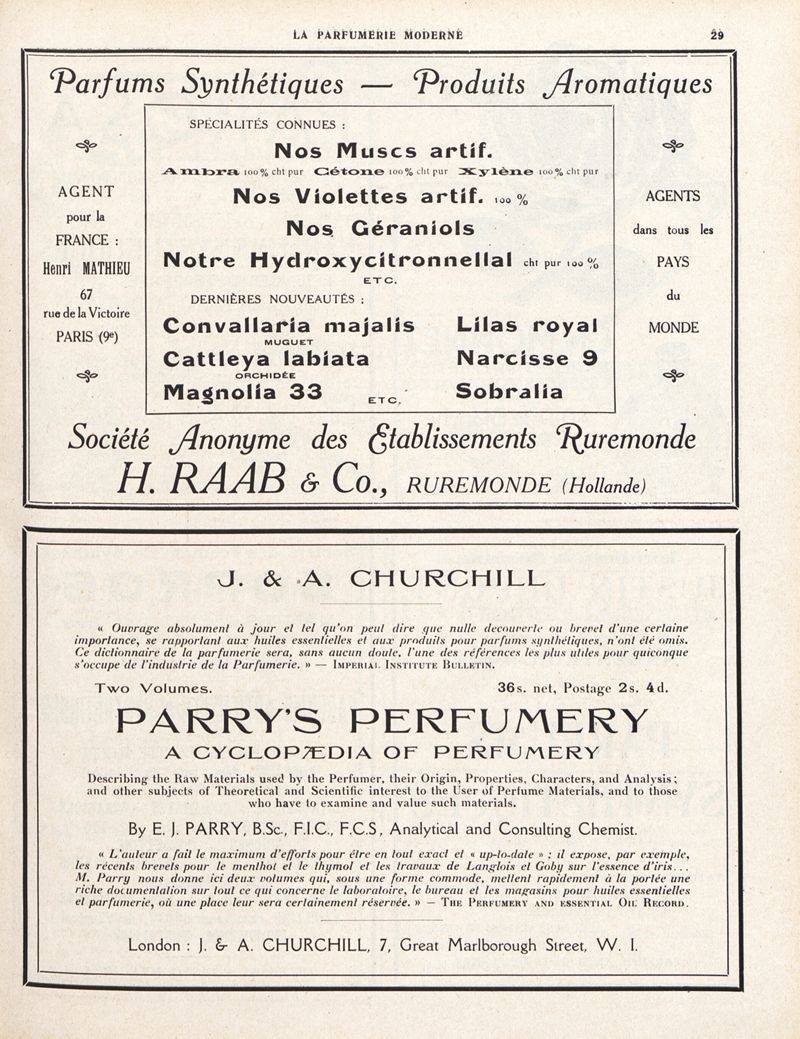 LA PARFUMERIE MODERNE 29
Parfums Synthétiques — Produits Aromatiques
AGENT
pour la
FRANCE :
Henri MATHIEU
67
rue de la Victoire
PARIS (9e)
SPÉCIALITÉS CONNUES :
Nos Muscs artif.
Ambra 100 % cht pur Cétone 100 % cht pur Xylène 100 % cht pur
Nos Violettes artif. 100 %
Nos Géraniols
Notre Hydroxycitronnellal cht pur 100 %
ETC.
DERNIÈRES NOUVEAUTÉS :
Convallaria majalis Lilas royal
MUGUET
Cattleya labiata Narcisse 9
ORCHIDÉE
Magnolia 33 ETC. Sobralia
AGENTS
dans tous les
PAYS
du
MONDE
Société Anonyme des Etablissements Ruremonde
H. RAAB & Co., RUREMONDE (Hollande)
J. & A. CHURCHILL
« Ouvrage absolument à jour et tel qu'on peut dire que nulle decouverte ou brevet d'une certaine
importance, se rapportant aux huiles essentielles et aux produits pour parfums synthétiques, n'ont été omis.
Ce dictionnaire de la parfumerie sera, sans aucun doute, l'une des références les plus utiles pour quiconque
s'occupe de l'industrie de la Parfumerie. » — IMPERIAL INSTITUTE BULLETIN.
Two Volumes. 36 s. net, Postage 2 s. 4 d.
PARRY'S PERFUMERY
A CYCLOPÆDIA OF PERFUMERY
Describing the Raw Materials used by the Perfumer, their Origin, Properties, Characters, and Analysis ;
and other subjects of Theoretical and Scientific interest to the User of Perfume Materials, and to those
who have to examine and value such materials.
By E. J. PARRY, B.Sc., F.I.C., F.C.S, Analytical and Consulting Chemist.
« L'auteur a fait le maximum d'efforts pour être en tout exact et « up-to-date » ; il expose, par exemple,
les récents brevets pour le menthol et le thymol et les travaux de Langlois et Goby sur l'essence d'iris...
M. Parry nous donne ici deux volumes qui, sous une forme commode, mettent rapidement à la portée une
riche documentation sur tout ce qui concerne le laboratoire, le bureau et les magasins pour huiles essentielles
et parfumerie, où une place leur sera certainement réservée. » — THE PERFUMERY AND ESSENTIAL OIL RECORD.
London : J. & A. CHURCHILL, 7, Great Marlborough Street, W. I.